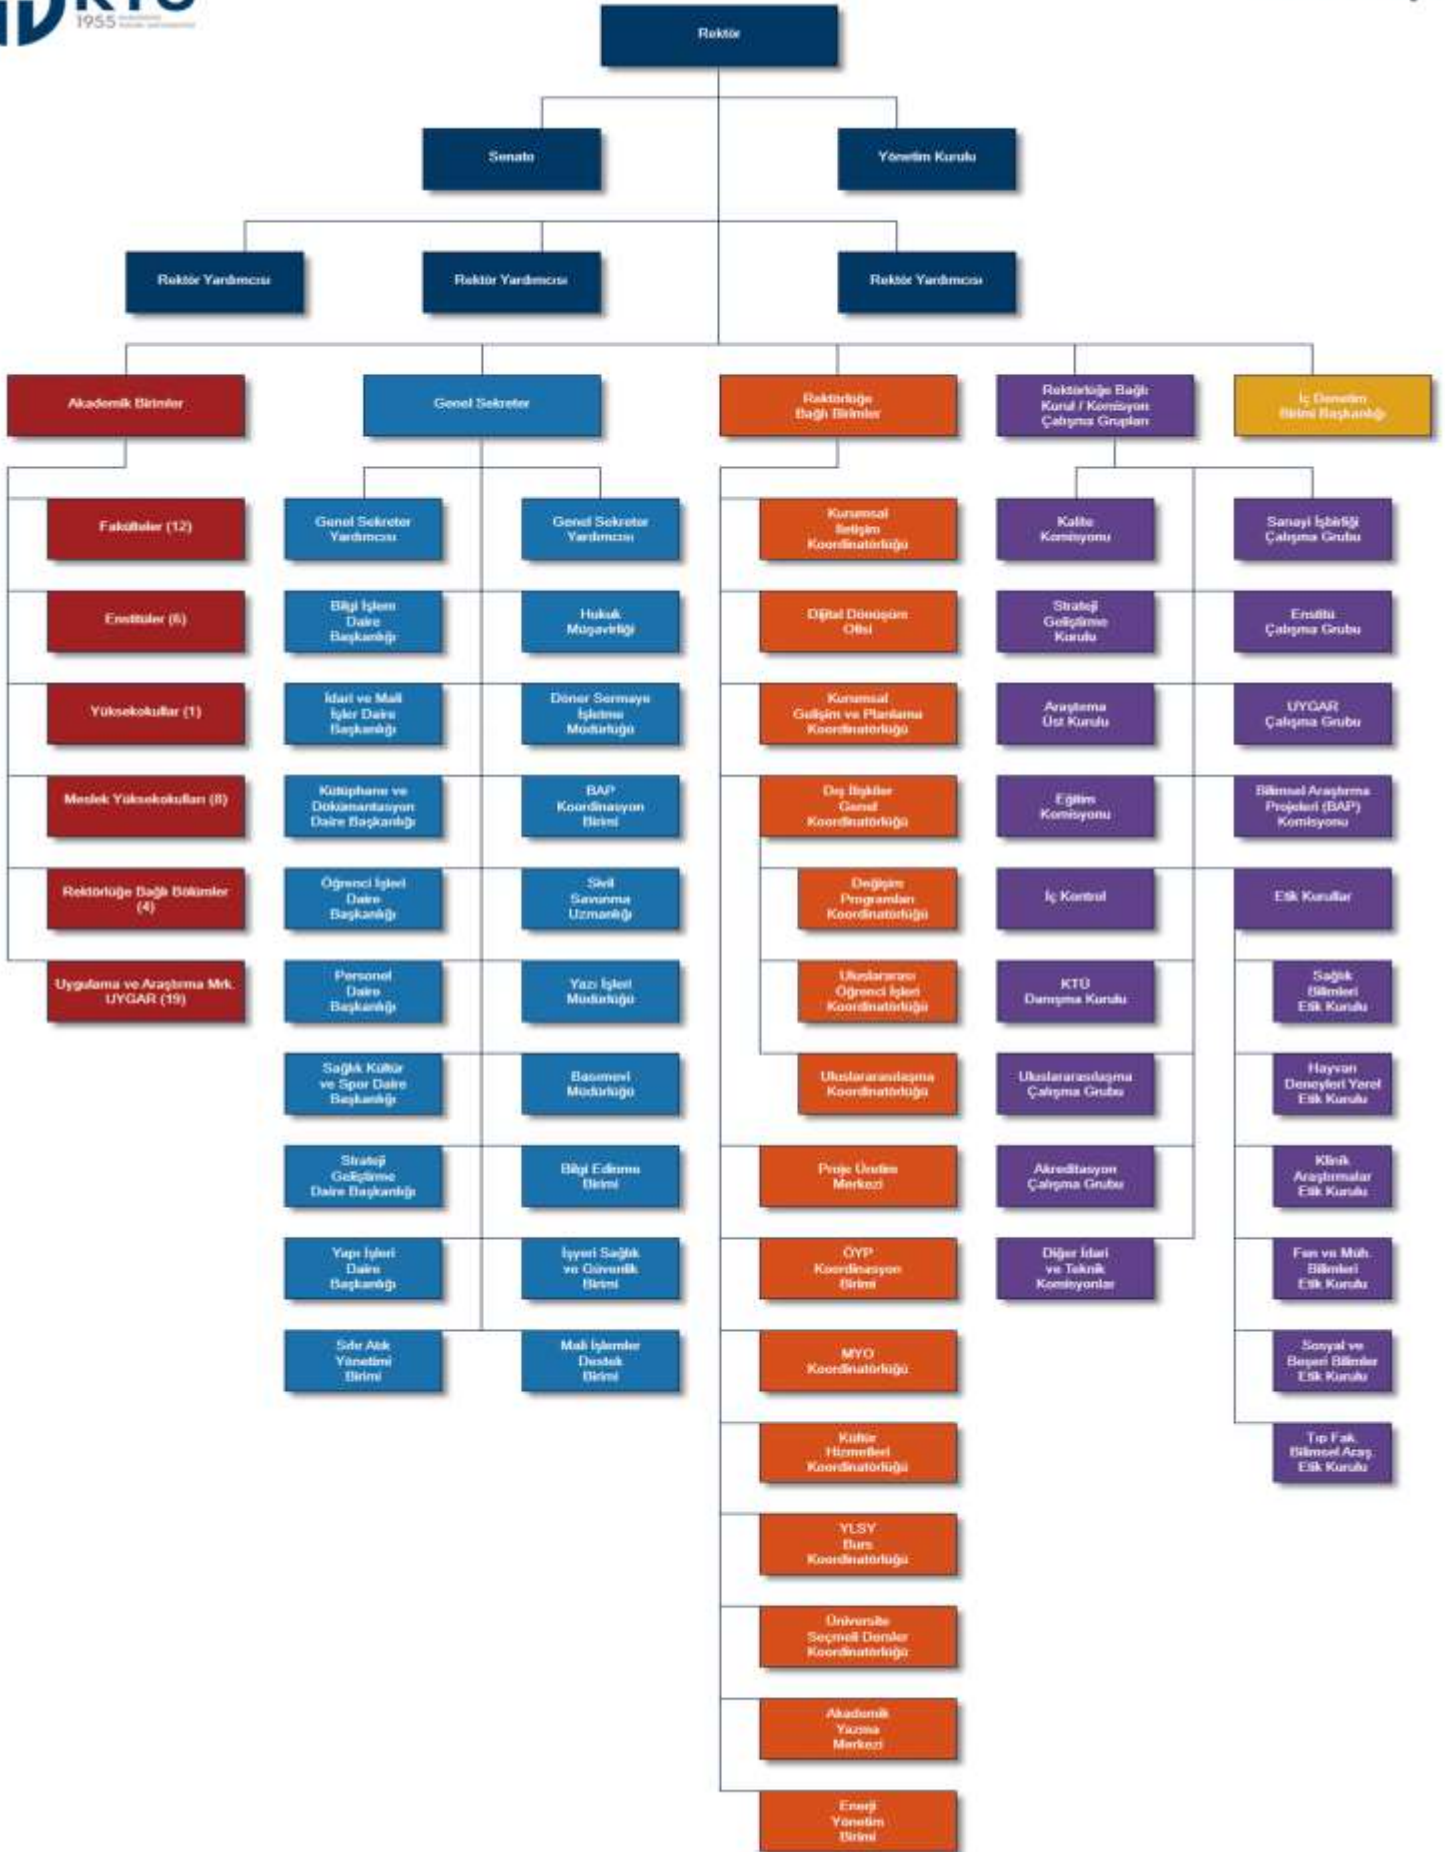 KTÜ
1955
Rektör
Senato
Yönetim Kurulu
Rektör Yardımcısı
Rektör Yardımcısı
Rektör Yardımcısı
Akademik Birimler
Genel Sekreter
Rektörlüğe
Bağlı Birimler
Rektörlüğe Bağlı
Kurul / Komisyon
Çalışma Grupları
İç Denetim
Birimi Başkanlığı
Fakülteler (12)
Enstitüler (6)
Yüksekokullar (1)
Meslek Yüksekokulları (8)
Rektörlüğe Bağlı Bölümler
(4)
Uygulama ve Araştırma Mrk.
UYGAR (19)
Genel Sekreter
Yardımcısı
Genel Sekreter
Yardımcısı
Bilgi İşlem
Daire
Başkanlığı
Hukuk
Müşavirliği
İdari ve Mali
İşler Daire
Başkanlığı
Döner Sermaye
İşletme
Müdürlüğü
Kütüphane ve
Dökümantasyon
Daire Başkanlığı
BAP
Koordinasyon
Birimi
Öğrenci İşleri
Daire
Başkanlığı
Sivil
Savunma
Uzmanlığı
Personel
Daire
Başkanlığı
Yazı İşleri
Müdürlüğü
Sağlık Kültür
ve Spor Daire
Başkanlığı
Basımevi
Müdürlüğü
Strateji
Geliştirme
Daire Başkanlığı
Bilgi Edinme
Birimi
Yapı İşleri
Daire
Başkanlığı
İşyeri Sağlık
ve Güvenlik
Birimi
Sıfır Atık
Yönetimi
Birimi
Mali İşlemler
Destek
Birimi
Kurumsal
İletişim
Koordinatörlüğü
Dijital Dönüşüm
Ofisi
Kurumsal
Gelişim ve Planlama
Koordinatörlüğü
Dış İlişkiler
Genel
Koordinatörlüğü
Değişim
Programları
Koordinatörlüğü
Uluslararası
Öğrenci İşleri
Koordinatörlüğü
Uluslararasılaşma
Koordinatörlüğü
Proje Üretim
Merkezi
ÖYP
Koordinasyon
Birimi
MYO
Koordinatörlüğü
Kültür
Hizmetleri
Koordinatörlüğü
YLSY
Burs
Koordinatörlüğü
Üniversite
Seçmeli Dersler
Koordinatörlüğü
Akademik
Yazma
Merkezi
Enerji
Yönetim
Birimi
Kalite
Komisyonu
Sanayi İşbirliği
Çalışma Grubu
Strateji
Geliştirme
Kurulu
Enstitü
Çalışma Grubu
Araştırma
Üst Kurulu
UYGAR
Çalışma Grubu
Eğitim
Komisyonu
Bilimsel Araştırma
Projeleri (BAP)
Komisyonu
İç Kontrol
Etik Kurullar
KTÜ
Danışma Kurulu
Sağlık
Bilimleri
Etik Kurulu
Uluslararasılaşma
Çalışma Grubu
Hayvan
Deneyleri Yerel
Etik Kurulu
Akreditasyon
Çalışma Grubu
Klinik
Araştırmalar
Etik Kurulu
Diğer İdari
ve Teknik
Komisyonlar
Fen ve Müh.
Bilimleri
Etik Kurulu
Sosyal ve
Beşeri Bilimler
Etik Kurulu
Tıp Fak.
Bilimsel Araş.
Etik Kurulu